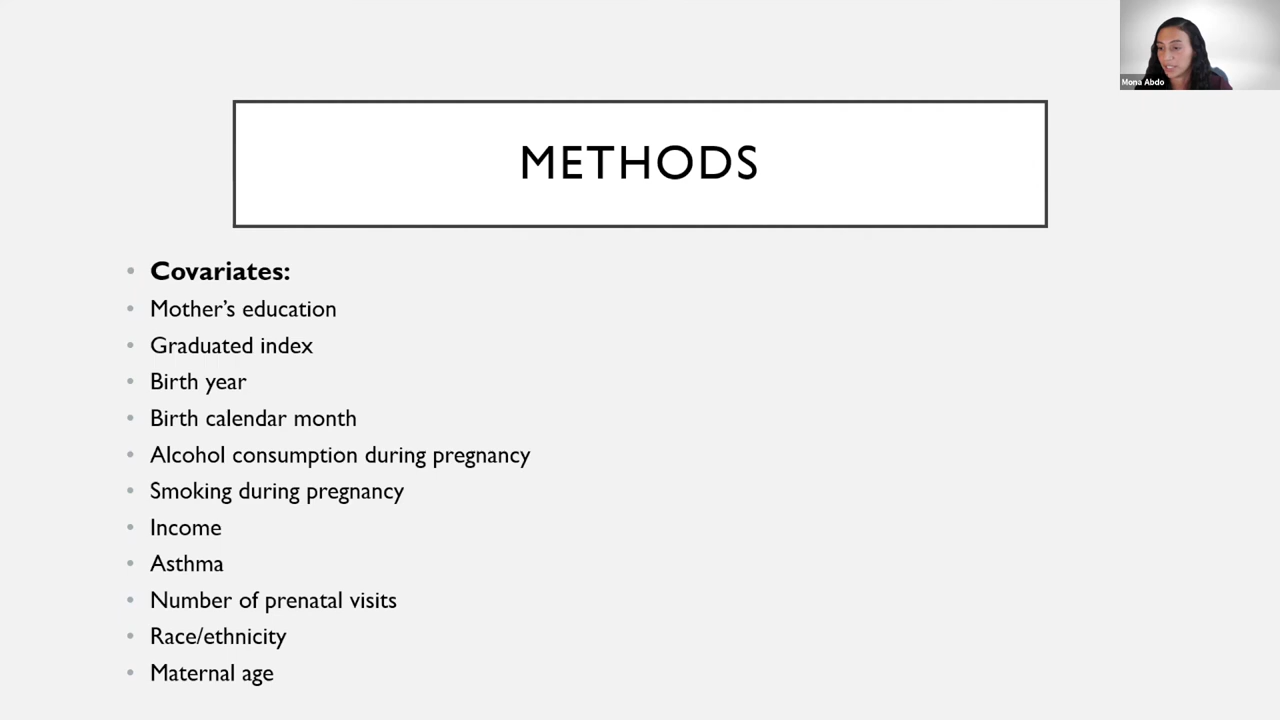 Mona Abdo
METHODS
Covariates:
Mother's education
Graduated index
Birth year
Birth calendar month
Alcohol consumption during pregnancy
Smoking during pregnancy
Income
Asthma
Number of prenatal visits
Race/ethnicity
Maternal age